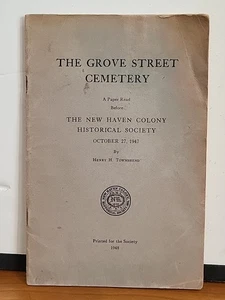 THE GROVE STREET
CEMETERY
A Paper Read
Before
THE NEW HAVEN COLONY
HISTORICAL SOCIETY
OCTOBER 27, 1947
By
HENRY H. TOWNSHEND
Printed for the Society
1948